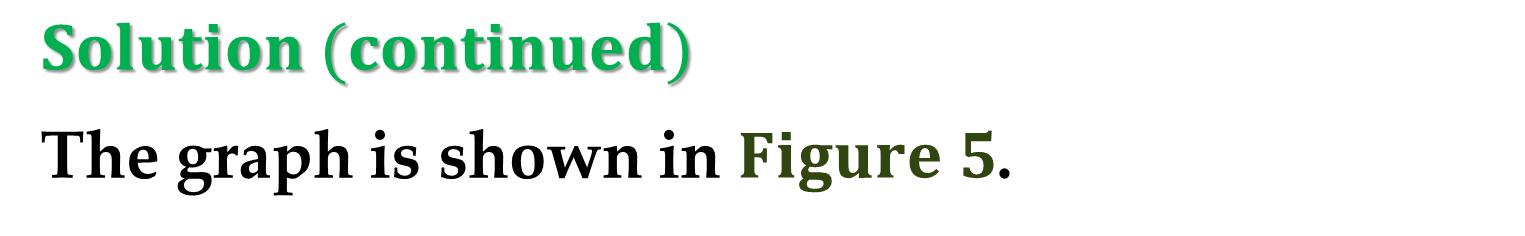 Solution (continued)
The graph is shown in Figure 5.